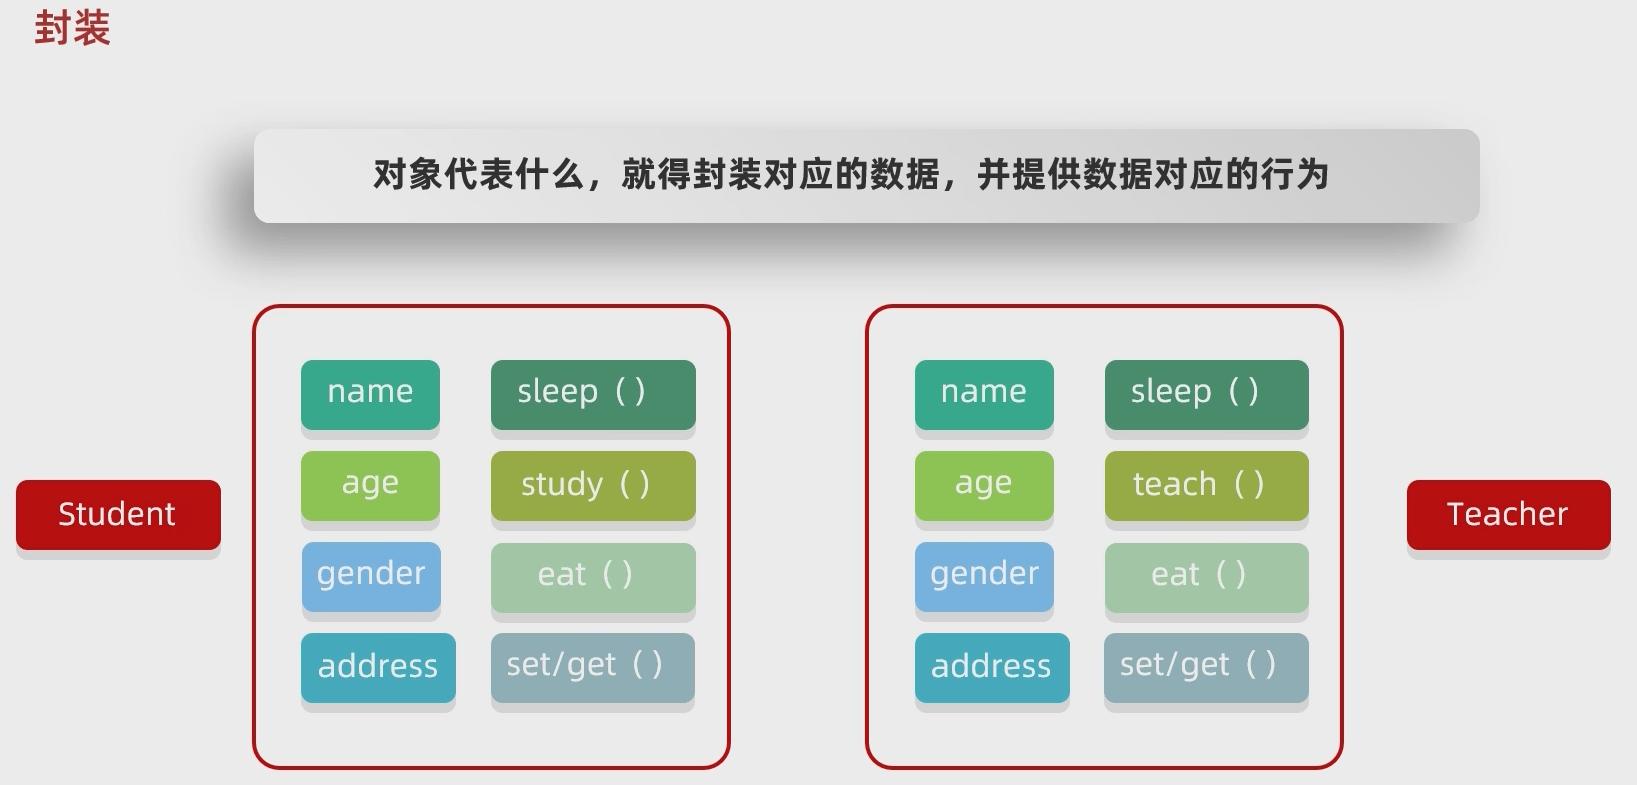 封装
对象代表什么，就得封装对应的数据，并提供数据对应的行为
Student
name
sleep（）
age
study（）
gender
eat（）
address
set/get（）
name
sleep（）
age
teach（）
gender
eat（）
address
set/get（）
Teacher